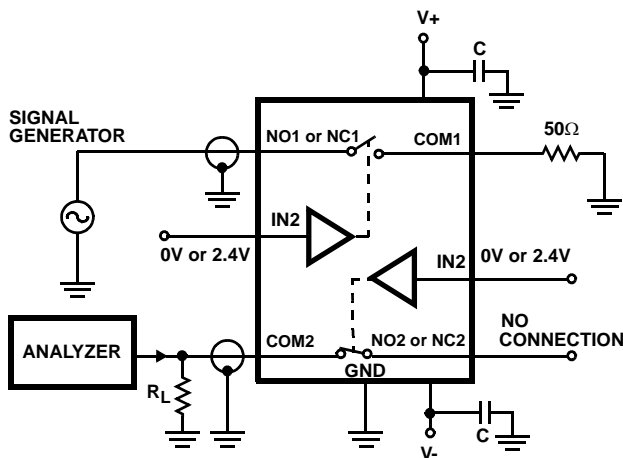 V+
C
SIGNAL
GENERATOR
NO1 or NC1
COM1
50Ω
IN2
0V or 2.4V
IN2
0V or 2.4V
ANALYZER
COM2
NO2 or NC2
NO
CONNECTION
GND
RL
C
V-